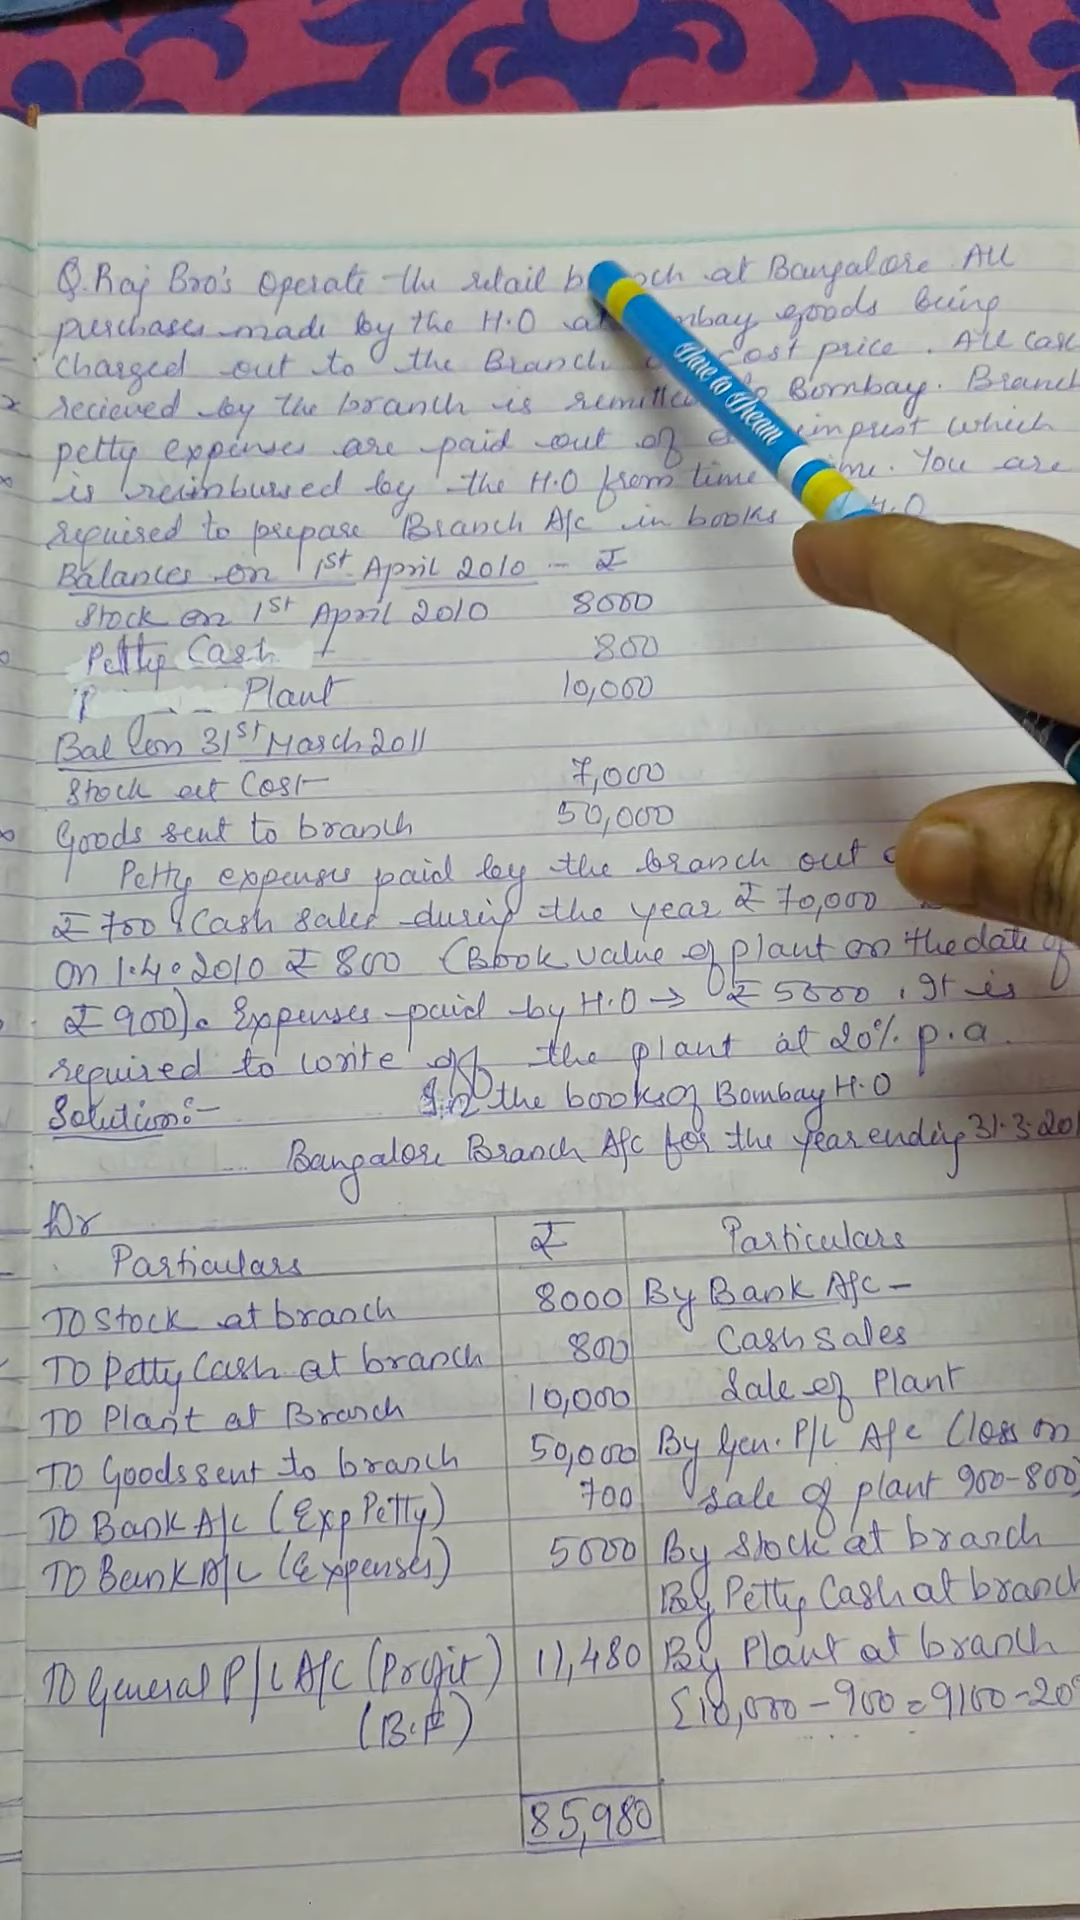 Q. Raj Bro's operate the retail b ch at Bangalore. All
purchases made by the H.O at mbay goods being
charged out to the Branch cost price. All cas
recieved by the branch is remitte Bombay. Branch
petty expenses are paid out of imprest which
is reimbursed by the H.O from time ime. You are
required to prepare Branch A/c in books H.O
Balances on 1st April 2010 - ₹
Stock on 1st April 2010 8000
Petty Cash 800
Plant 10,000
Bal on 31st March 2011
Stock at Cost 7,000
Goods sent to branch 50,000
Petty expenses paid by the branch out
₹ 700 & Cash sales during the year ₹ 70,000
on 1.4.2010 ₹ 800 (Book value of plant on the date of
₹ 900). Expenses paid by H.O → ₹ 5000. It is
required to write off the plant at 20% p.a.
Solution:- In the books of Bombay H.O
Bangalore Branch A/c for the year ending 31.3.201
Dr
Particulars ₹ Particulars
TO Stock at branch 8000 By Bank A/c -
TO Petty Cash at branch 800 Cash sales
TO Plant at Branch 10,000 Sale of Plant
TO Goods sent to branch 50,000 By Gen. P/L A/c (loss on
TO Bank A/c (Exp Petty) 700 sale of plant 900-800)
TO Bank A/c (Expenses) 5000 By Stock at branch
By Petty Cash at branch
TO General P/L A/c (Profit) 11,480 By Plant at branch
(B.F) {10,000 - 900 = 9100 - 20%
85,980
Dare to Dream